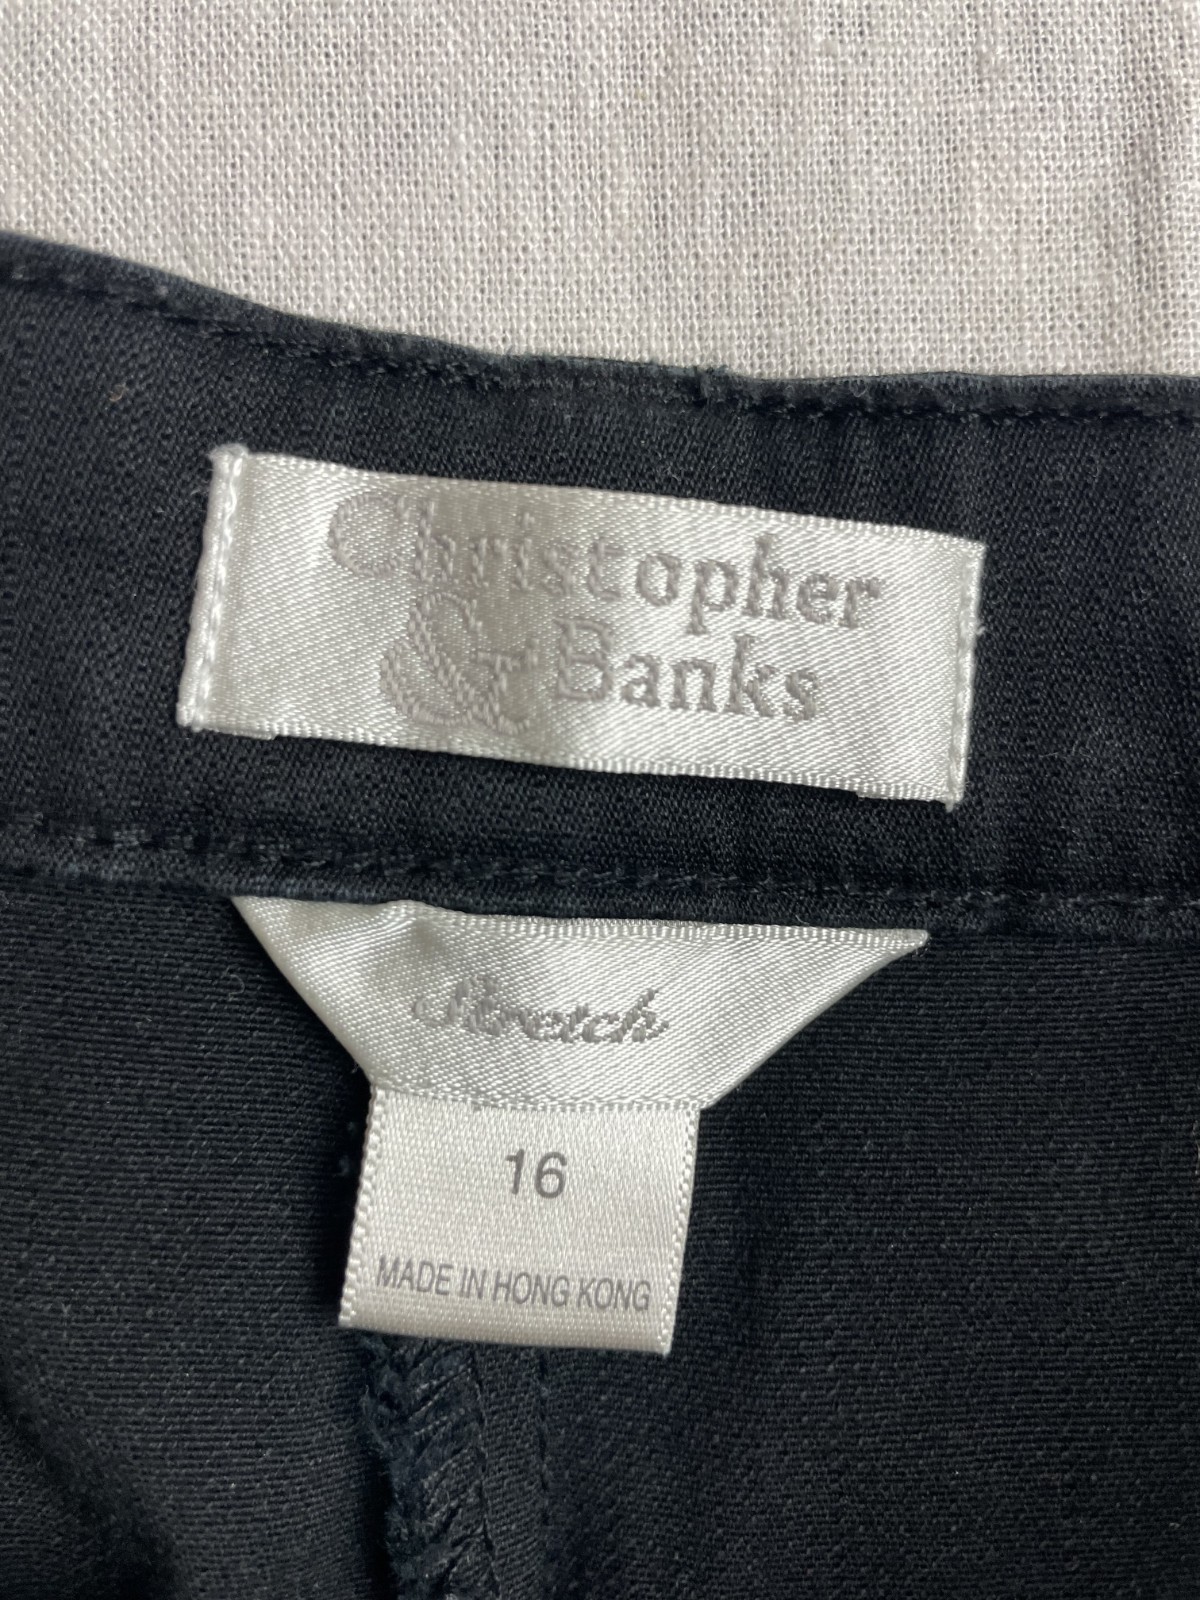 Christopher
& Banks
Stretch
16
MADE IN HONG KONG